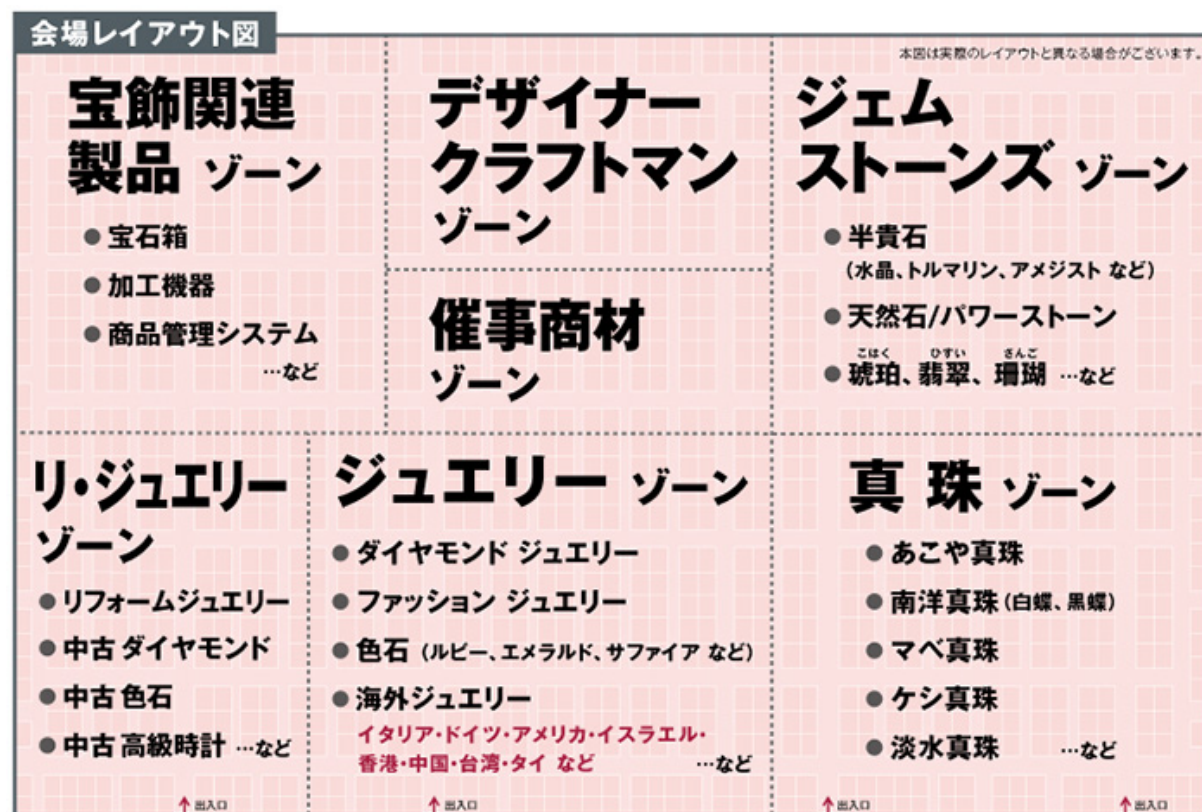 会場レイアウト図
本図は実際のレイアウトと異なる場合がございます。
宝飾関連
製品 ゾーン
●宝石箱
●加工機器
●商品管理システム
…など
デザイナー
クラフトマン
ゾーン
催事商材
ゾーン
ジェム
ストーンズ ゾーン
●半貴石
(水晶、トルマリン、アメジスト など)
●天然石/パワーストーン
こはく ひすい さんご
●琥珀、翡翠、珊瑚 …など
リ・ジュエリー
ゾーン
●リフォームジュエリー
●中古 ダイヤモンド
●中古 色石
●中古 高級時計 …など
ジュエリー ゾーン
●ダイヤモンド ジュエリー
●ファッション ジュエリー
●色石 (ルビー、エメラルド、サファイア など)
●海外ジュエリー
イタリア・ドイツ・アメリカ・イスラエル・
香港・中国・台湾・タイ など …など
真 珠 ゾーン
●あこや真珠
●南洋真珠(白蝶、黒蝶)
●マベ真珠
●ケシ真珠
●淡水真珠 …など
↑出入口
↑出入口
↑出入口
↑出入口